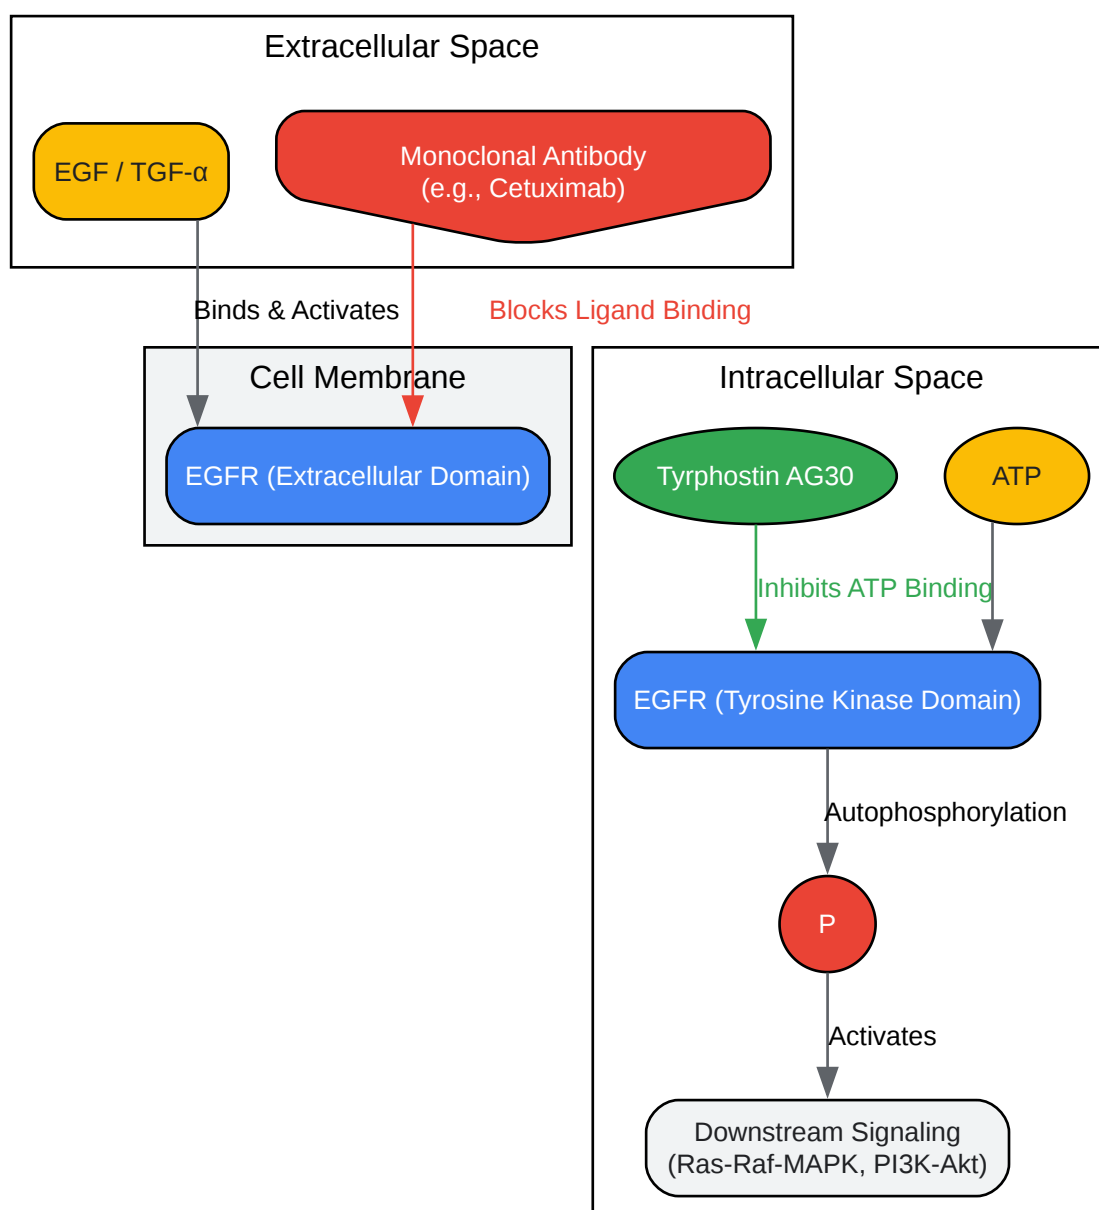 Extracellular Space
EGF / TGF-α
Monoclonal Antibody
(e.g., Cetuximab)
Binds & Activates
Blocks Ligand Binding
Cell Membrane
EGFR (Extracellular Domain)
Intracellular Space
Tyrphostin AG30
ATP
Inhibits ATP Binding
EGFR (Tyrosine Kinase Domain)
Autophosphorylation
P
Activates
Downstream Signaling
(Ras-Raf-MAPK, PI3K-Akt)